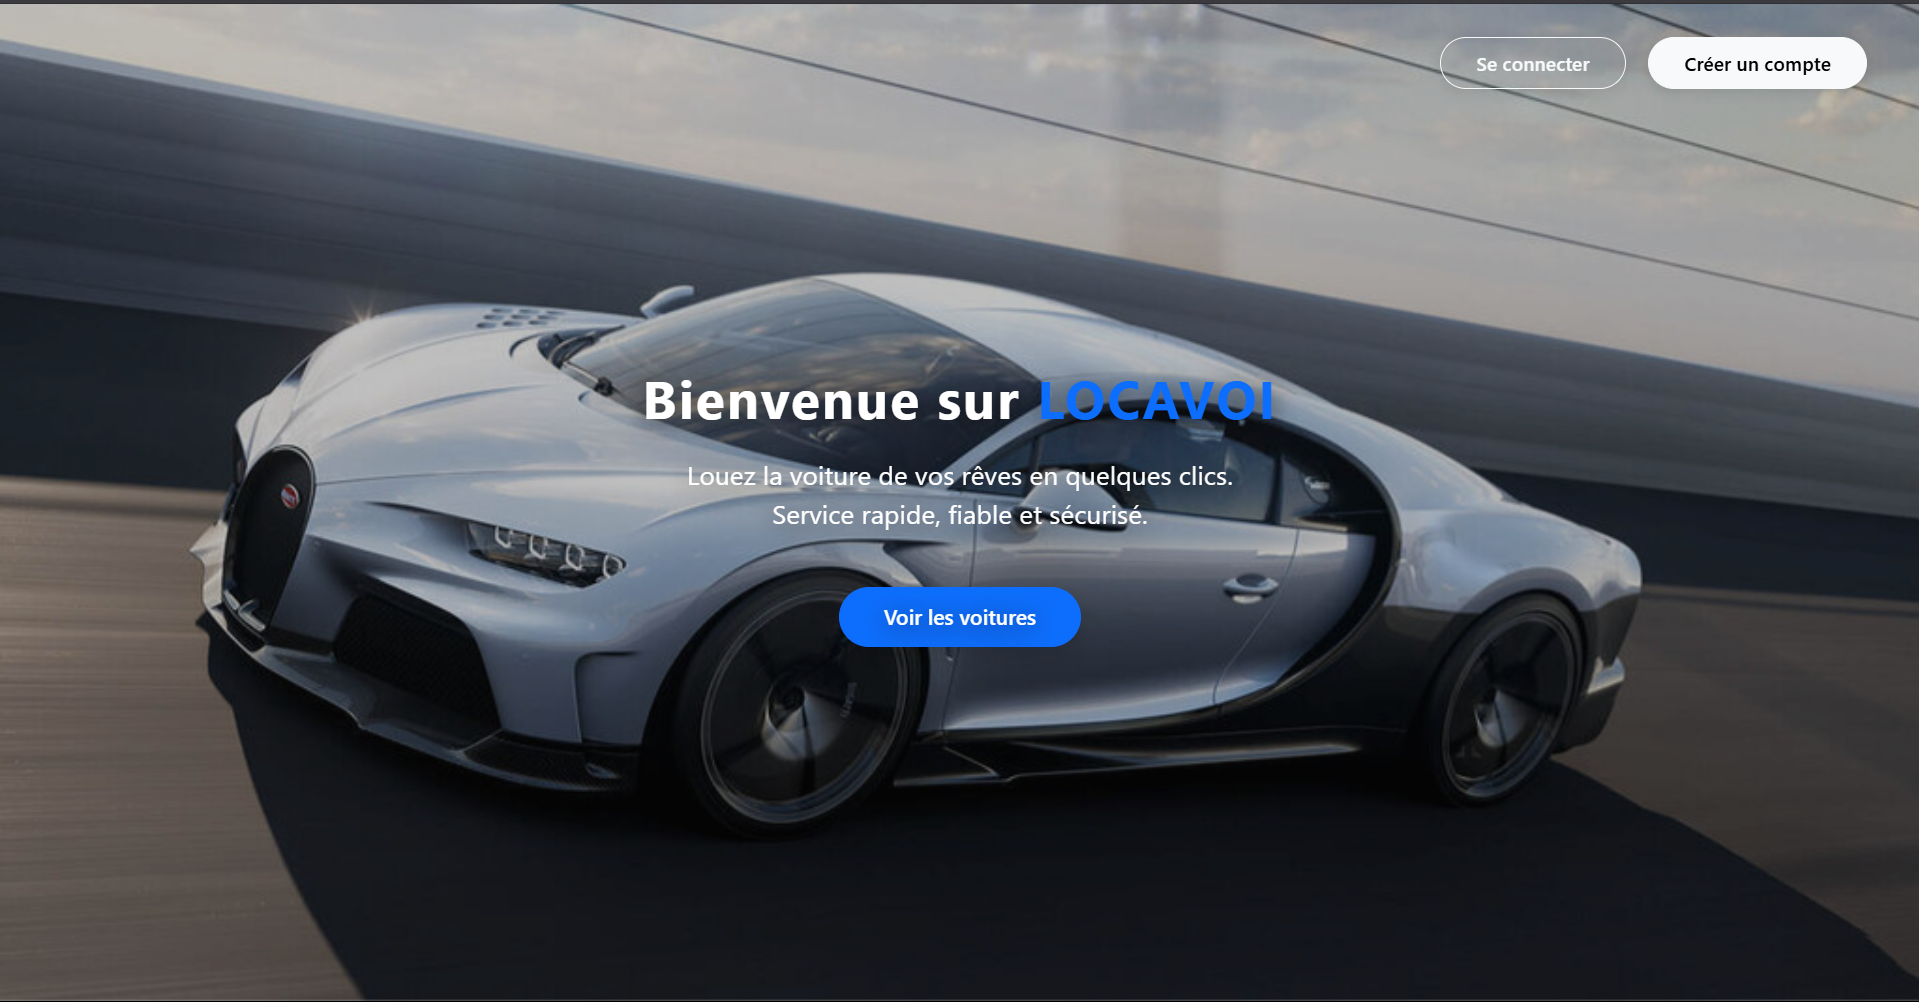 Se connecter
Créer un compte
Bienvenue sur LOCAVOI
Louez la voiture de vos rêves en quelques clics.
Service rapide, fiable et sécurisé.
Voir les voitures